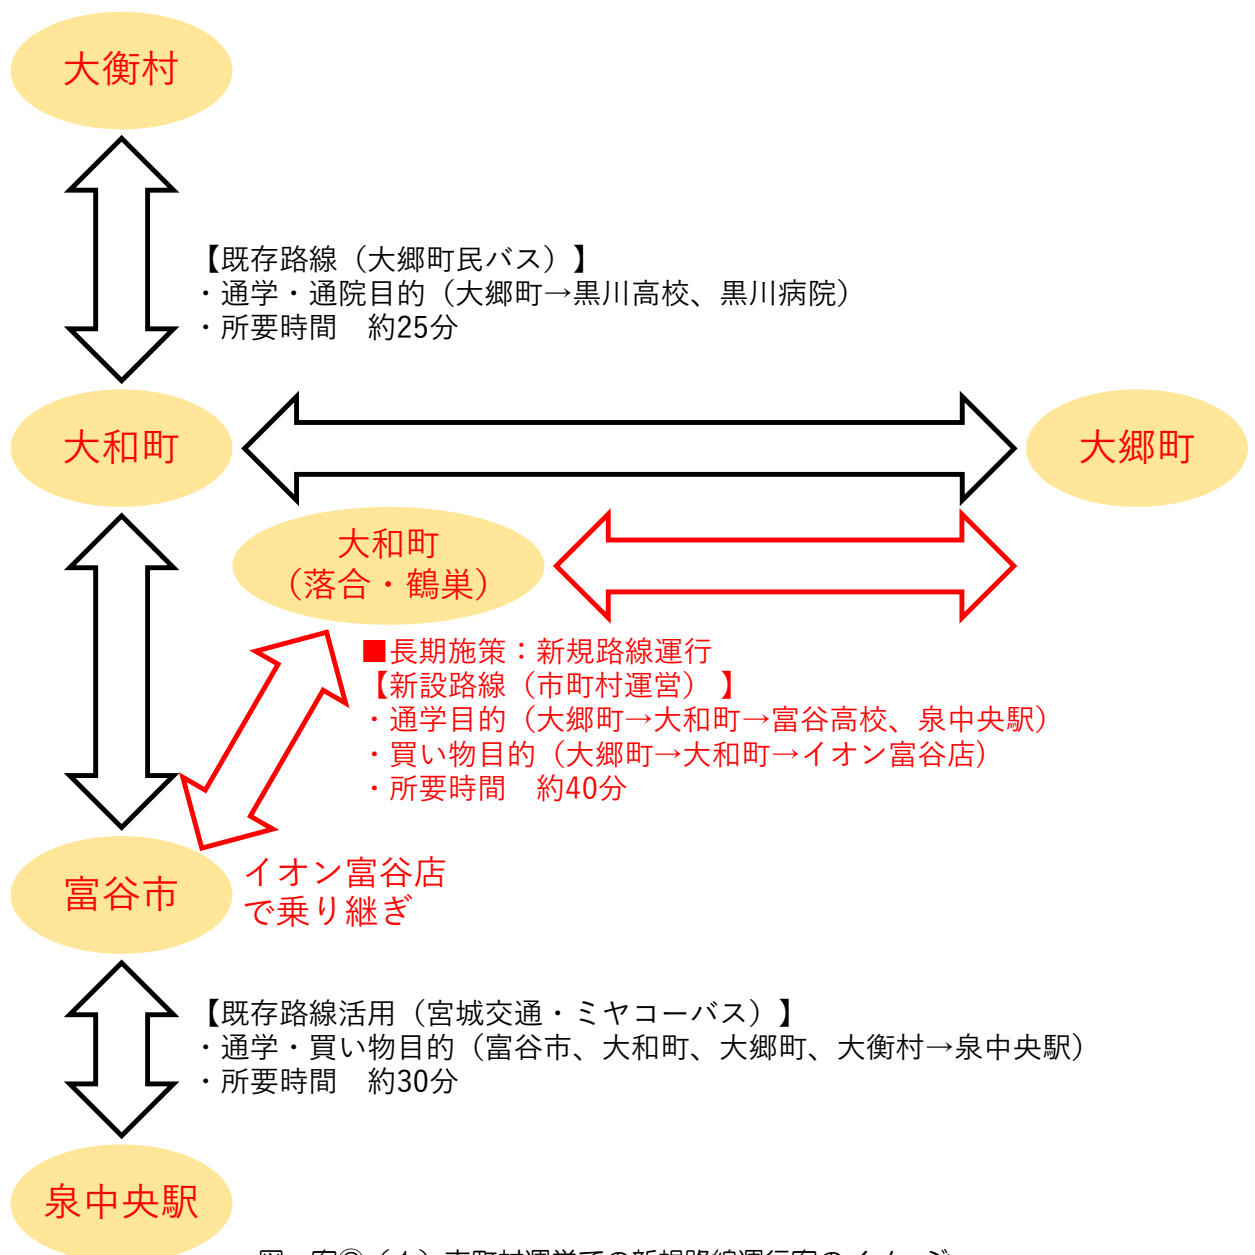 大衡村
【既存路線（大郷町民バス）】
・通学・通院目的（大郷町→黒川高校、黒川病院）
・所要時間　約25分
大和町
大郷町
大和町
（落合・鶴巣）
■長期施策：新規路線運行
【新設路線（市町村運営） 】
・通学目的（大郷町→大和町→富谷高校、泉中央駅）
・買い物目的（大郷町→大和町→イオン富谷店）
・所要時間　約40分
富谷市
イオン富谷店
で乗り継ぎ
【既存路線活用（宮城交通・ミヤコーバス）】
・通学・買い物目的（富谷市、大和町、大郷町、大衡村→泉中央駅）
・所要時間　約30分
泉中央駅